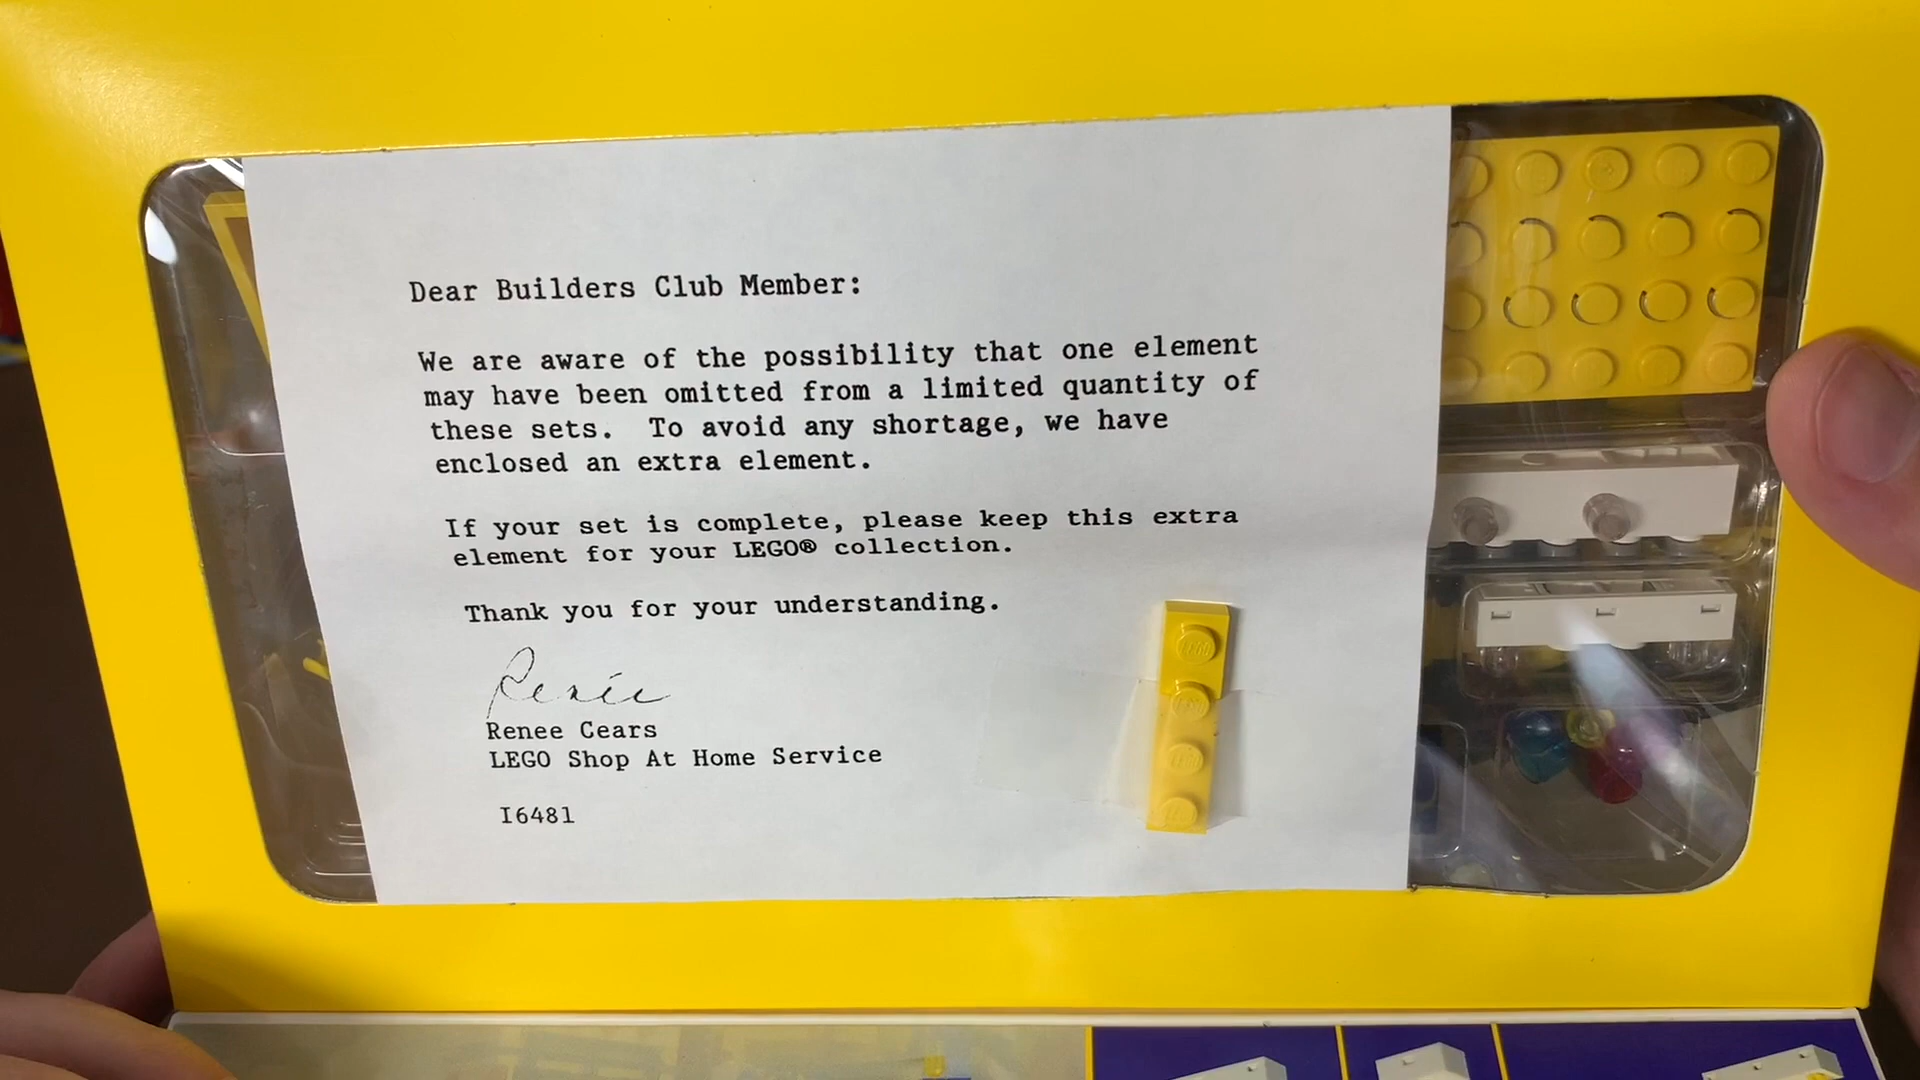 Dear Builders Club Member:
We are aware of the possibility that one element
may have been omitted from a limited quantity of
these sets. To avoid any shortage, we have
enclosed an extra element.
If your set is complete, please keep this extra
element for your LEGO® collection.
Thank you for your understanding.
Renee
Renee Cears
LEGO Shop At Home Service
I6481